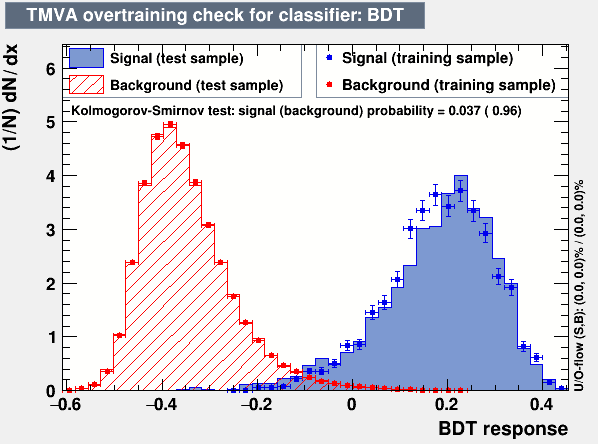 TMVA overtraining check for classifier: BDT
(1/N) dN / dx
Signal (test sample)
Background (test sample)
Signal (training sample)
Background (training sample)
Kolmogorov-Smirnov test: signal (background) probability = 0.037 ( 0.96)
6
5
4
3
2
1
0
−0.6 −0.4 −0.2 0 0.2 0.4
BDT response
U/O-flow (S,B): (0.0, 0.0)% / (0.0, 0.0)%